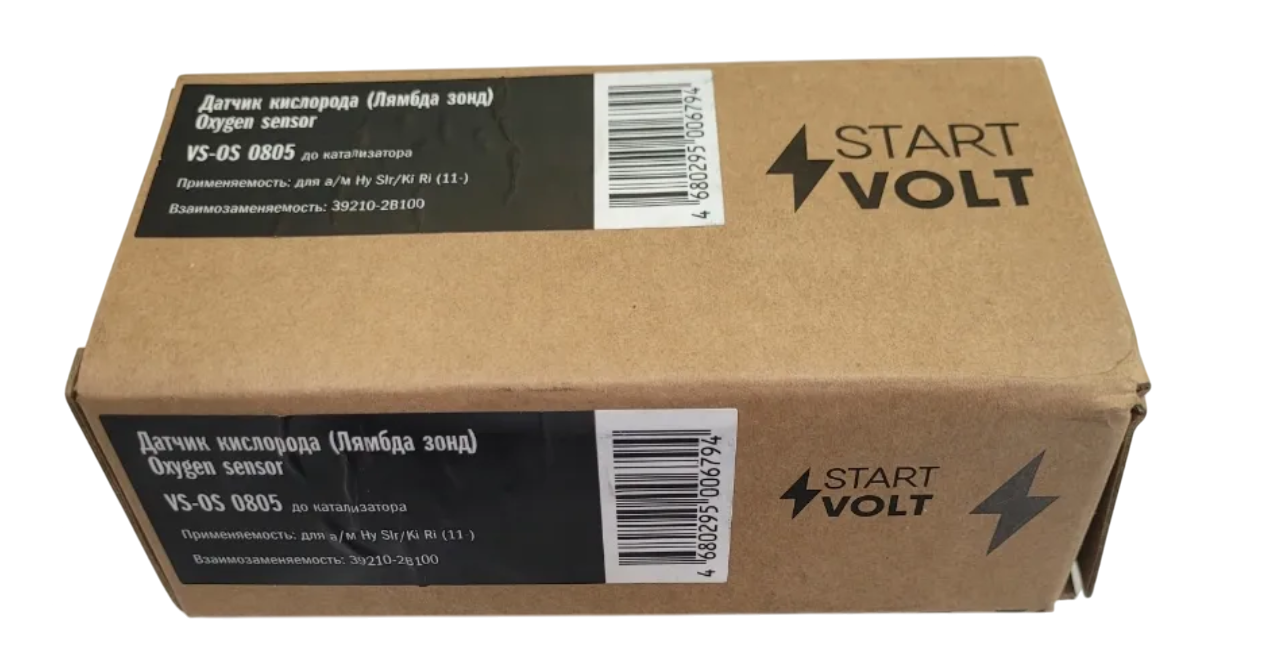 Датчик кислорода (Лямбда зонд)
Oxygen sensor
VS-OS 0805 до катализатора
Применяемость: для а/м Hy Slr/Ki Ri (11-)
Взаимозаменяемость: 39210-2B100
4 680295 006794
START
VOLT
Датчик кислорода (Лямбда зонд)
Oxygen sensor
VS-OS 0805 до катализатора
Применяемость: для а/м Hy Slr/Ki Ri (11-)
Взаимозаменяемость: 39210-2B100
4 680295 006794
START
VOLT